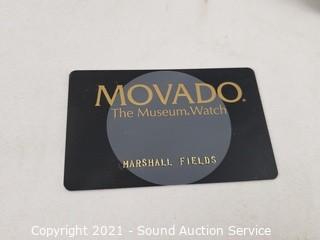 MOVADO®
The Museum.Watch
MARSHALL FIELDS
Copyright 2021 - Sound Auction Service